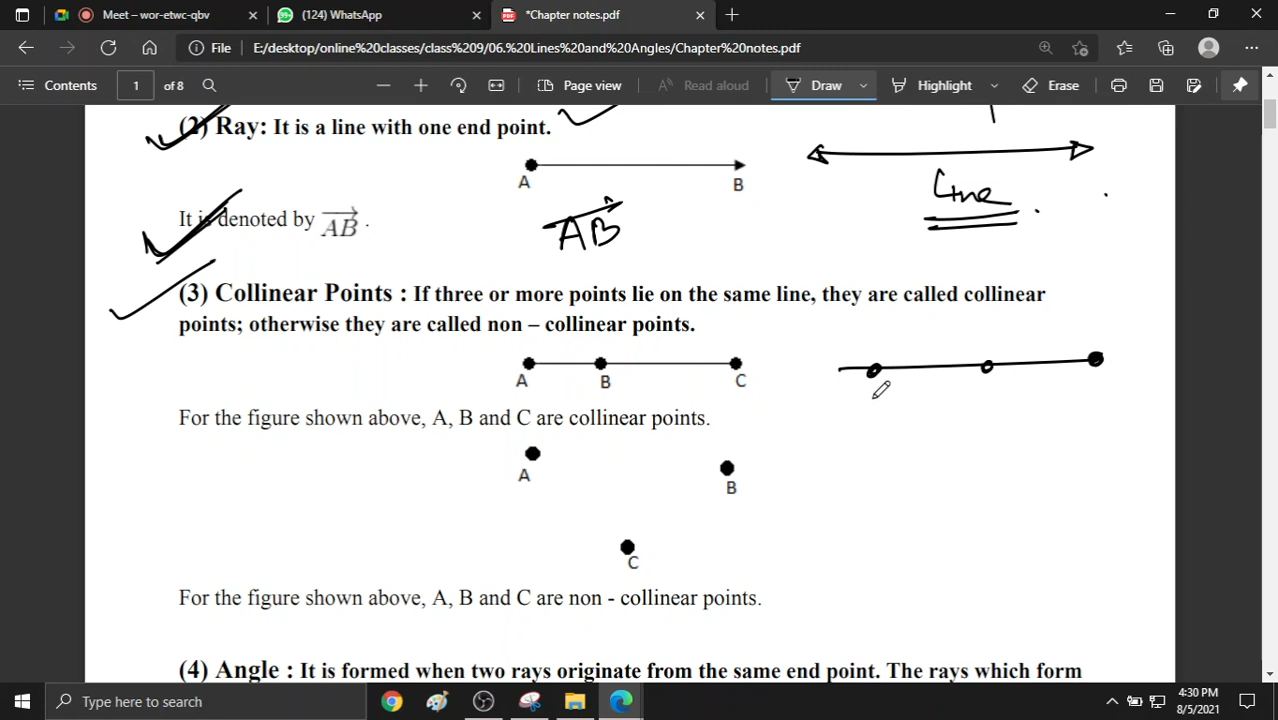 Meet – wor-etwc-qbv
(124) WhatsApp
*Chapter notes.pdf
File
E:/desktop/online%20classes/class%209/06.%20Lines%20and%20Angles/Chapter%20notes.pdf
Contents
1
of 8
Page view
Read aloud
Draw
Highlight
Erase
(2) Ray: It is a line with one end point.
A B
Line
It is denoted by AB .
AB
(3) Collinear Points : If three or more points lie on the same line, they are called collinear
points; otherwise they are called non – collinear points.
A B C
For the figure shown above, A, B and C are collinear points.
A
B
C
For the figure shown above, A, B and C are non - collinear points.
(4) Angle : It is formed when two rays originate from the same end point. The rays which form
Type here to search
4:30 PM
8/5/2021